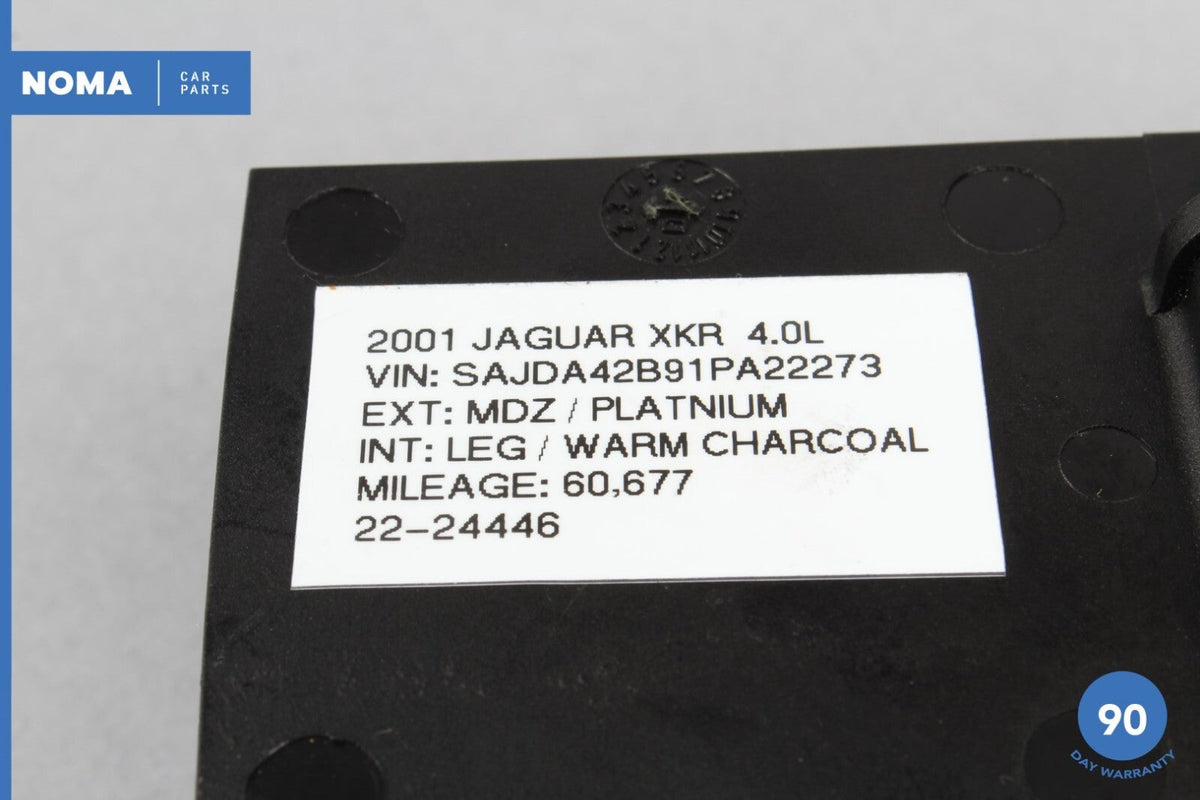 NOMA
CAR
PARTS
2001 JAGUAR XKR 4.0L
VIN: SAJDA42B91PA22273
EXT: MDZ / PLATNIUM
INT: LEG / WARM CHARCOAL
MILEAGE: 60,677
22-24446
90
DAY WARRANTY